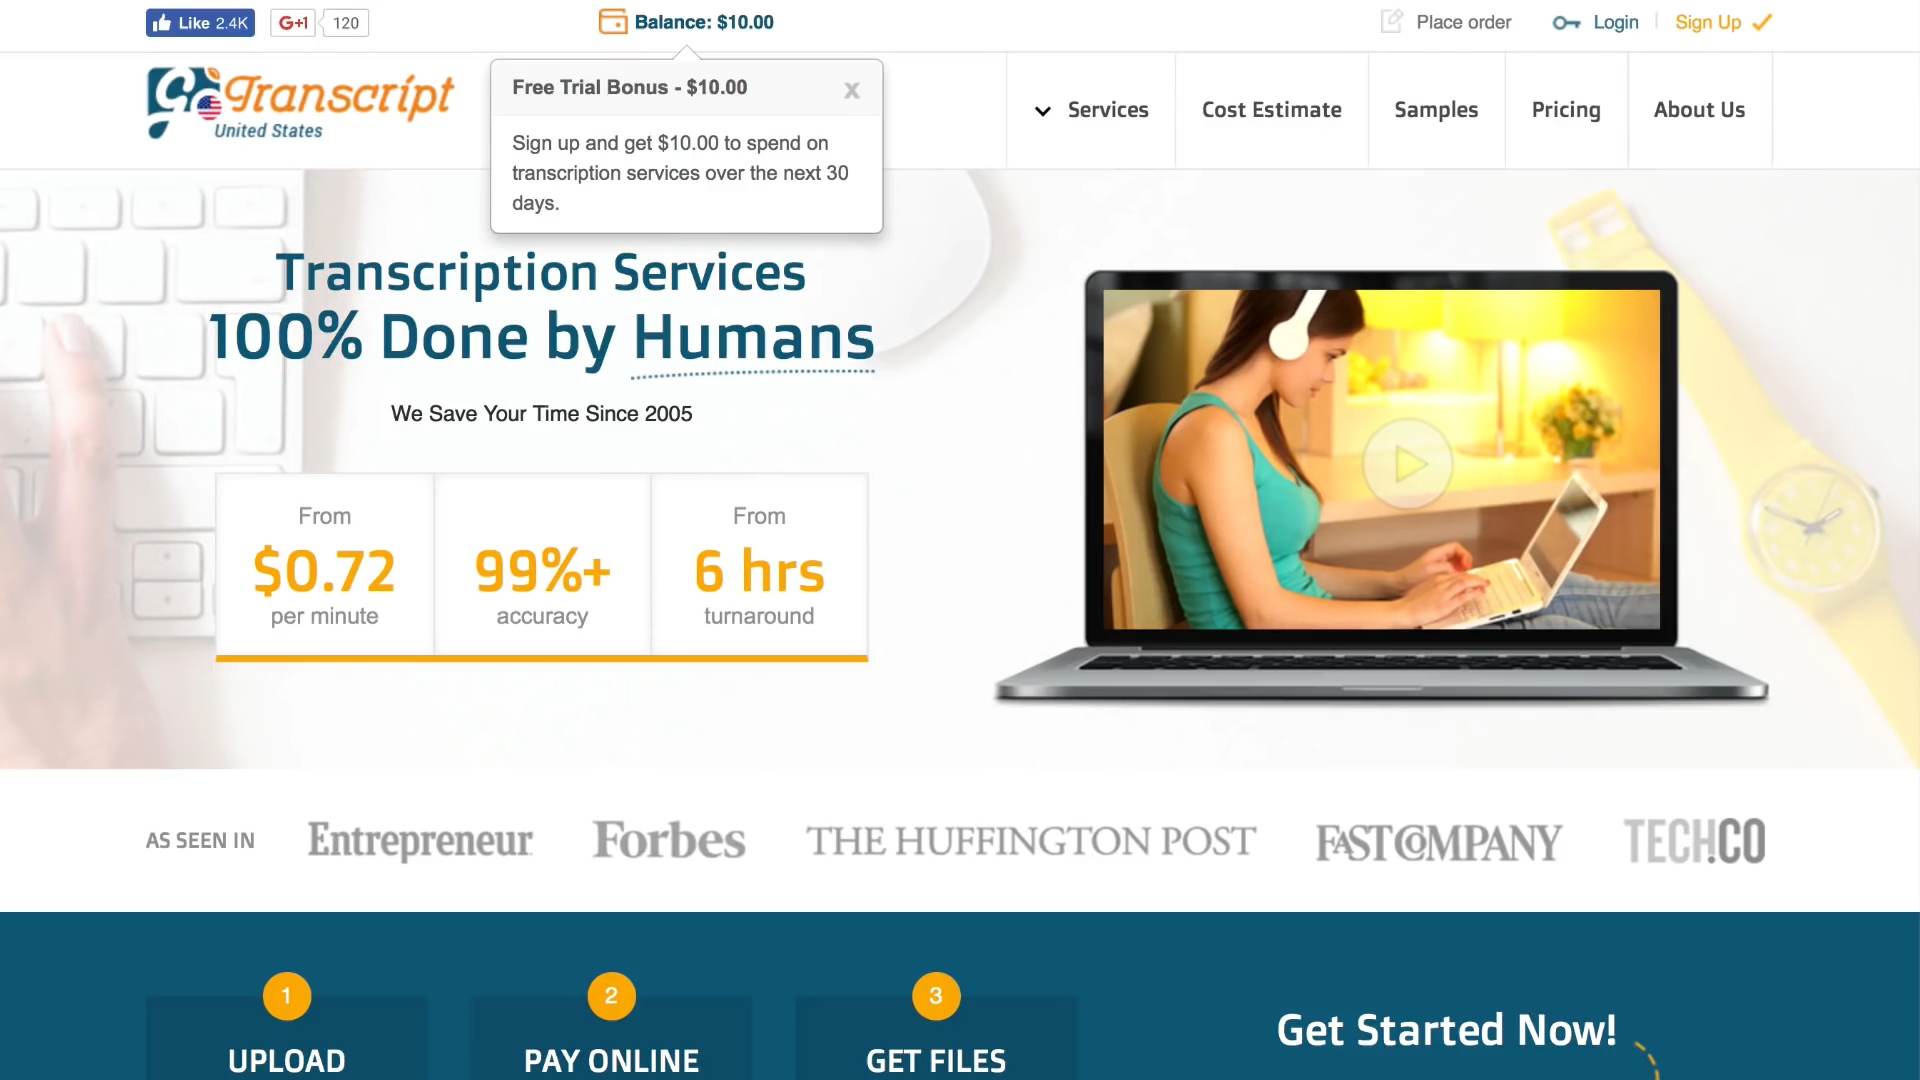 Like 2.4K
G+1
120
Balance: $10.00
Place order
Login
Sign Up
GoTranscript
United States
Free Trial Bonus - $10.00
x
Sign up and get $10.00 to spend on
transcription services over the next 30
days.
Services
Cost Estimate
Samples
Pricing
About Us
Transcription Services
100% Done by Humans
We Save Your Time Since 2005
From
$0.72
per minute
99%+
accuracy
From
6 hrs
turnaround
AS SEEN IN
Entrepreneur
Forbes
THE HUFFINGTON POST
FAST COMPANY
TECH.CO
1
UPLOAD
2
PAY ONLINE
3
GET FILES
Get Started Now!